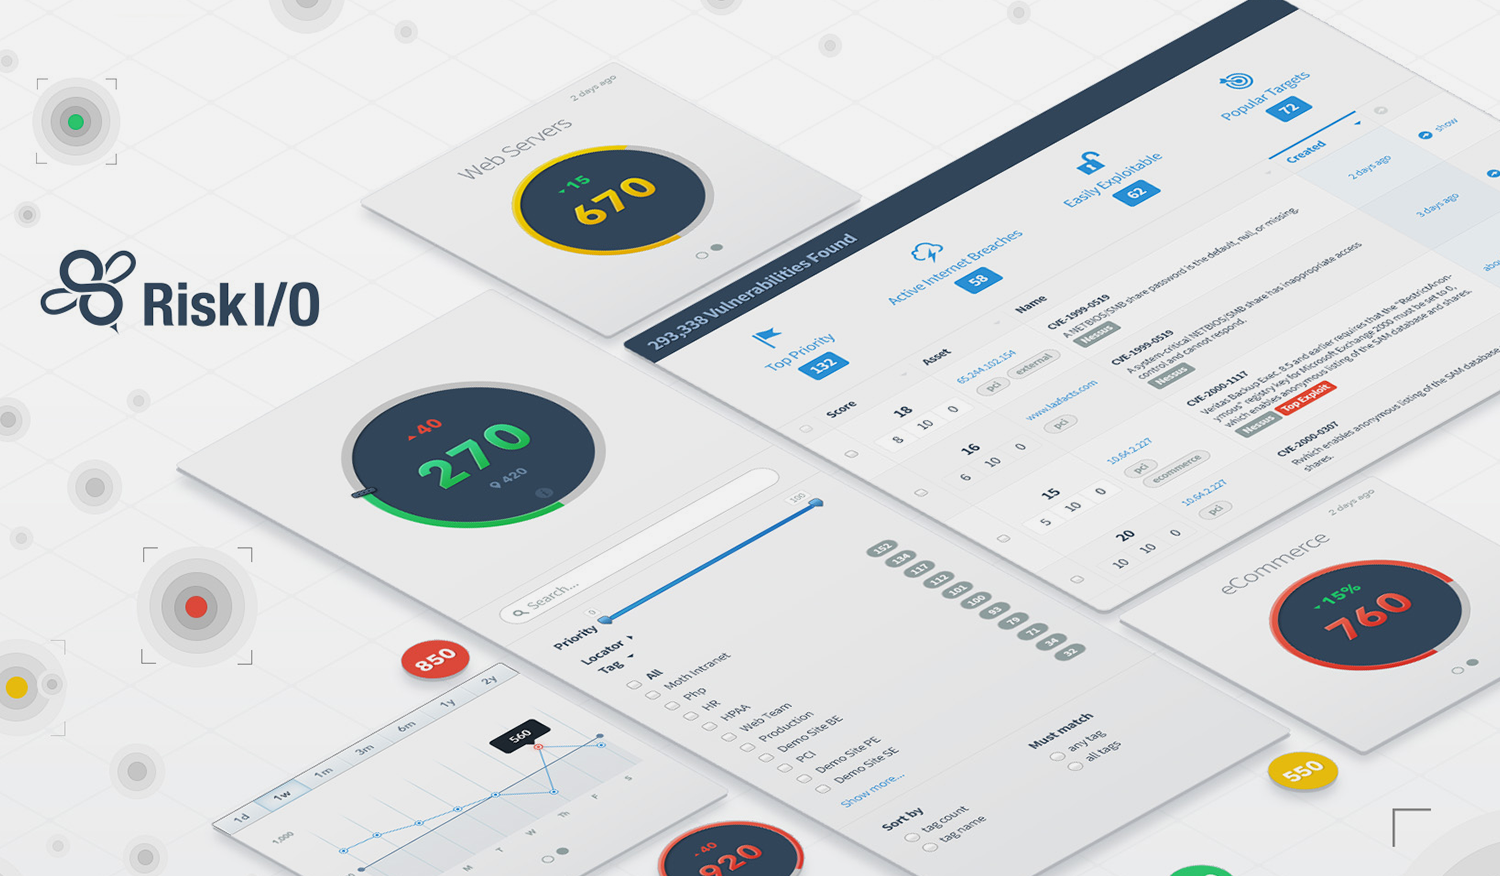 Risk I/O
2 days ago
Web Servers
15
670
293,338 Vulnerabilities Found
Top Priority
132
Active Internet Breaches
58
Easily Exploitable
62
Popular Targets
72
Score
Asset
Name
Created
18
8 10 0
65.244.102.154
pci external
CVE-1999-0519
A NETBIOS/SMB share password is the default, null, or missing.
Nessus
2 days ago
show
16
6 10 0
www.lazfacts.com
pci
CVE-1999-0519
A system-critical NETBIOS/SMB share has inappropriate access
control and cannot respond.
Nessus
3 days ago
15
5 10 0
10.64.2.227
pci ecommerce
CVE-2000-1117
Veritas Backup Exec. 8.5 and earlier requires that the "RestrictAnon-
ymous" registry key for Microsoft Exchange 2000 must be set to 0,
which enables anonymous listing of the SAM database and shares.
Nessus Top Exploit
20
10 10 0
10.64.2.227
pci
CVE-2000-0307
Rwhich enables anonymous listing of the SAM database
shares.
40
270
420
Search...
0
100
Priority
Locator
Tag
All
Moth Intranet
Php
HR
HPAA
Web Team
Production
Demo Site BE
PCI
Demo Site PE
Demo Site SE
Show more...
152
134
117
112
101
100
93
79
71
34
32
Must match
any tag
all tags
Sort by
tag count
tag name
2 days ago
eCommerce
15%
760
850
550
1d 1w 1m 3m 6m 1y 2y
1,000
560
M T W Th F S
40
920